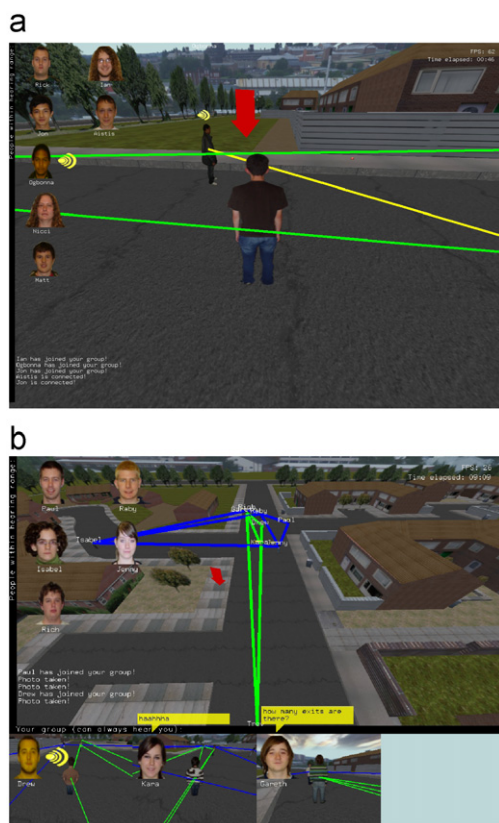 a
FPS: 62
Time elapsed: 00:46
People within hearing range:
Rick
Ian
Jon
Aistis
Ogbonna
Nicci
Matt
Ian has joined your group!
Ogbonna has joined your group!
Jon has joined your group!
Aistis is connected!
Jon is connected!
b
Time elapsed: 09:09
People within hearing range:
Paul
Raby
Isabel
Jenny
Rich
Isabel
Paul
Paul has joined your group!
Photo taken!
Photo taken!
Drew has joined your group!
Photo taken!
haahhha
how many exits are
there?
Your group (can always hear you):
Drew
Kara
Gareth